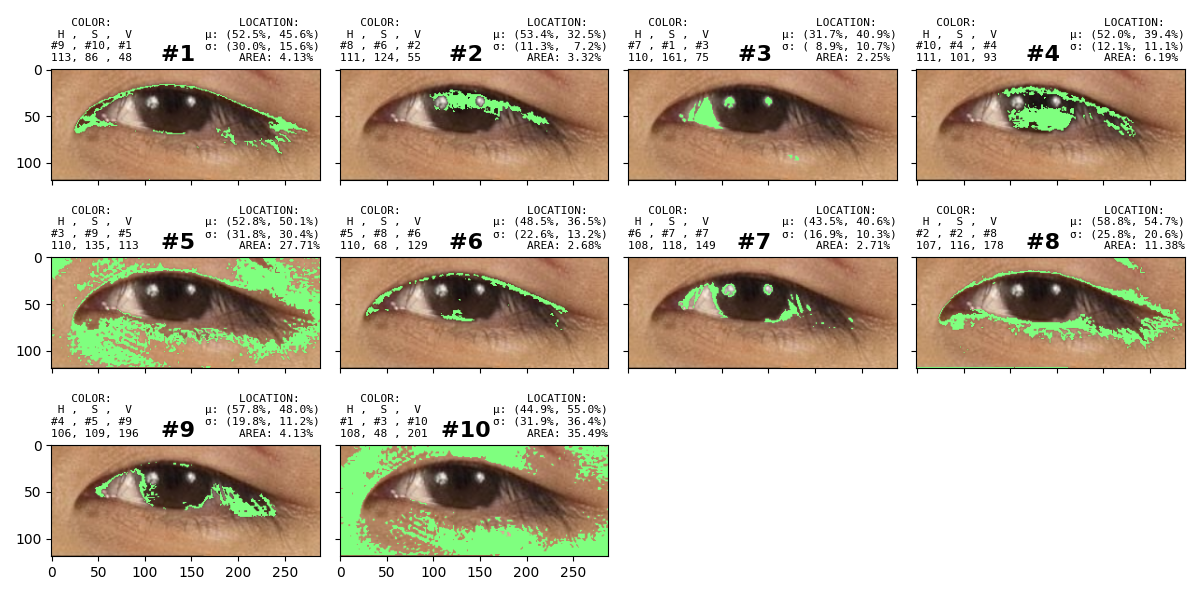 COLOR: LOCATION:
H , S , V μ: (52.5%, 45.6%)
#9 , #10, #1 σ: (30.0%, 15.6%)
113, 86 , 48 #1 AREA: 4.13%
COLOR: LOCATION:
H , S , V μ: (53.4%, 32.5%)
#8 , #6 , #2 σ: (11.3%, 7.2%)
111, 124, 55 #2 AREA: 3.32%
COLOR: LOCATION:
H , S , V μ: (31.7%, 40.9%)
#7 , #1 , #3 σ: ( 8.9%, 10.7%)
110, 161, 75 #3 AREA: 2.25%
COLOR: LOCATION:
H , S , V μ: (52.0%, 39.4%)
#10, #4 , #4 σ: (12.1%, 11.1%)
111, 101, 93 #4 AREA: 6.19%
0
50
100
COLOR: LOCATION:
H , S , V μ: (52.8%, 50.1%)
#3 , #9 , #5 σ: (31.8%, 30.4%)
110, 135, 113 #5 AREA: 27.71%
COLOR: LOCATION:
H , S , V μ: (48.5%, 36.5%)
#5 , #8 , #6 σ: (22.6%, 13.2%)
110, 68 , 129 #6 AREA: 2.68%
COLOR: LOCATION:
H , S , V μ: (43.5%, 40.6%)
#6 , #7 , #7 σ: (16.9%, 10.3%)
108, 118, 149 #7 AREA: 2.71%
COLOR: LOCATION:
H , S , V μ: (58.8%, 54.7%)
#2 , #2 , #8 σ: (25.8%, 20.6%)
107, 116, 178 #8 AREA: 11.38%
0
50
100
COLOR: LOCATION:
H , S , V μ: (57.8%, 48.0%)
#4 , #5 , #9 σ: (19.8%, 11.2%)
106, 109, 196 #9 AREA: 4.13%
COLOR: LOCATION:
H , S , V μ: (44.9%, 55.0%)
#1 , #3 , #10 σ: (31.9%, 36.4%)
108, 48 , 201 #10 AREA: 35.49%
0
50
100
0 50 100 150 200 250
0 50 100 150 200 250